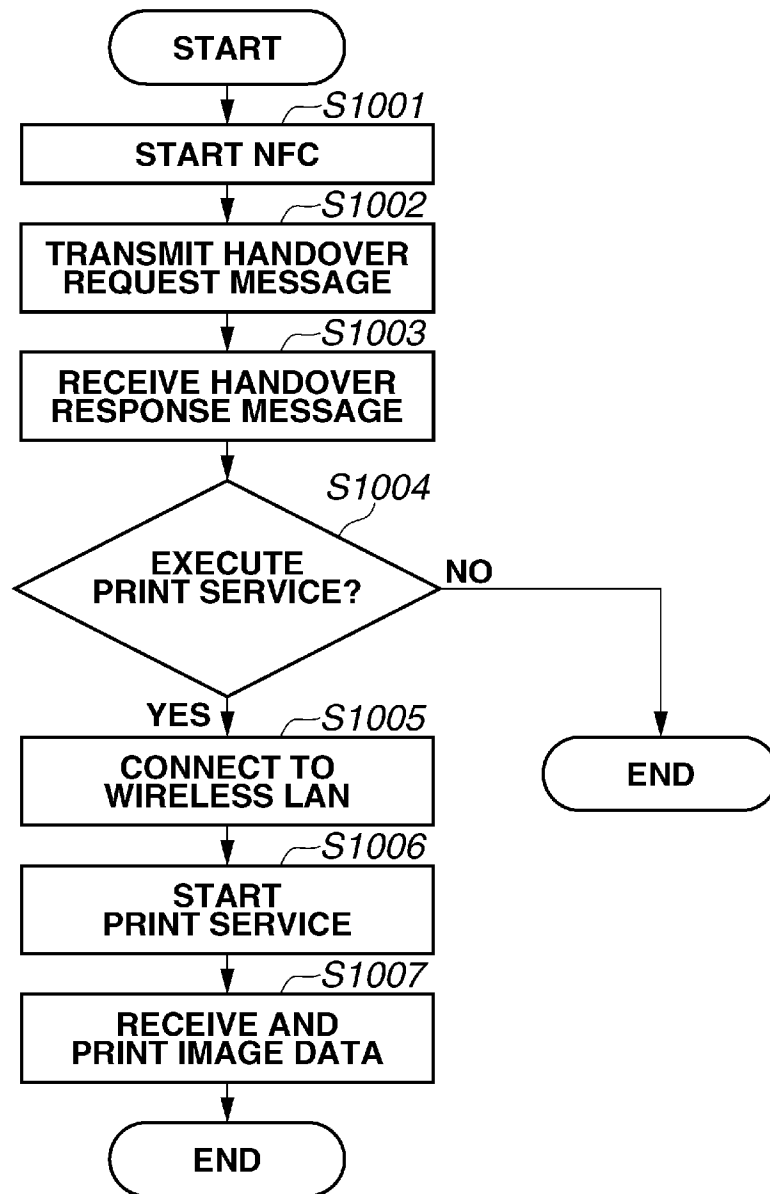 START
S1001
START NFC
S1002
TRANSMIT HANDOVER
REQUEST MESSAGE
S1003
RECEIVE HANDOVER
RESPONSE MESSAGE
S1004
EXECUTE
PRINT SERVICE?
NO
YES
S1005
CONNECT TO
WIRELESS LAN
END
S1006
START
PRINT SERVICE
S1007
RECEIVE AND
PRINT IMAGE DATA
END